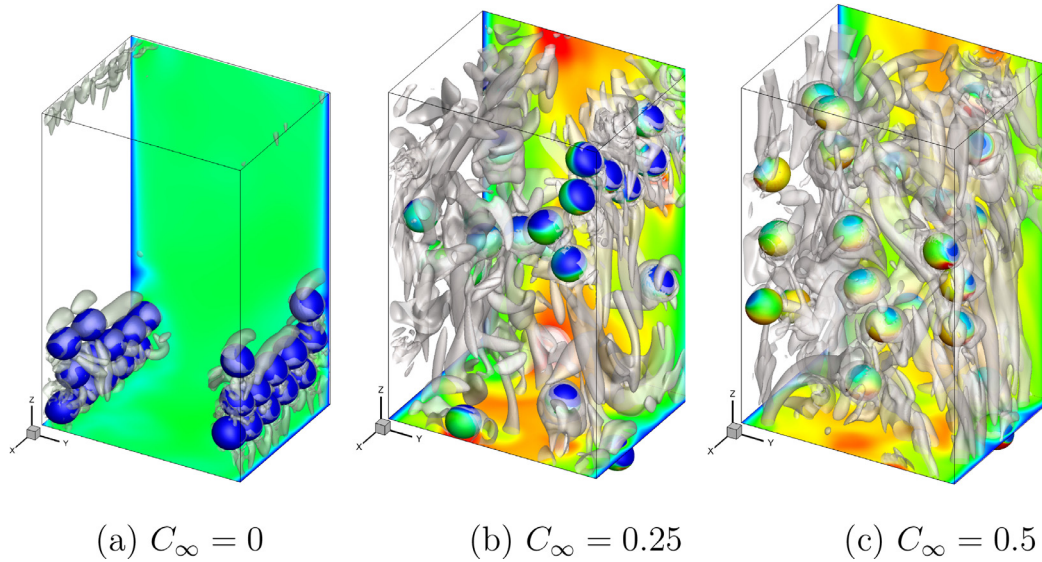 Z
X
Y
Z
X
Y
Z
X
Y
(a) C∞ = 0
(b) C∞ = 0.25
(c) C∞ = 0.5